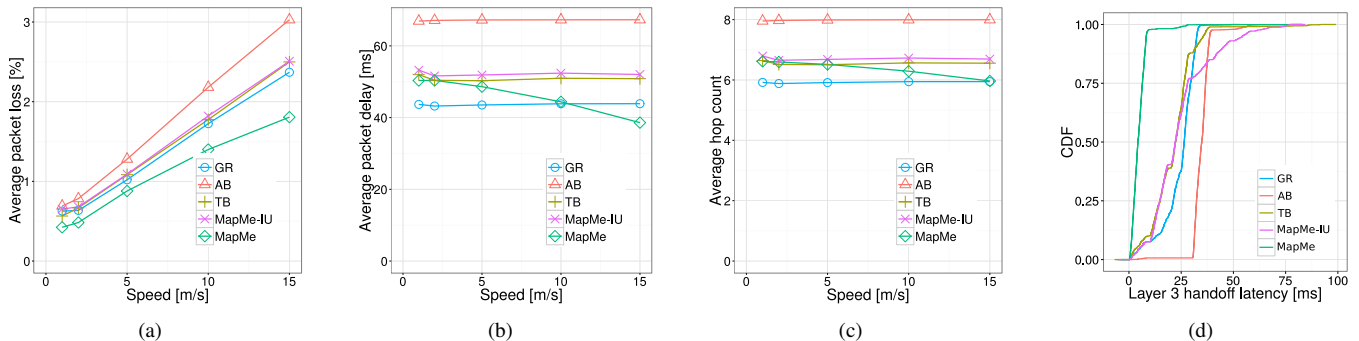 Average packet loss [%]
3
2
1
0
GR
AB
TB
MapMe-IU
MapMe
0
5
10
15
Speed [m/s]
(a)
Average packet delay [ms]
60
40
20
0
GR
AB
TB
MapMe-IU
MapMe
0
5
10
15
Speed [m/s]
(b)
Average hop count
8
6
4
2
0
GR
AB
TB
MapMe-IU
MapMe
0
5
10
15
Speed [m/s]
(c)
CDF
1.00
0.75
0.50
0.25
0.00
GR
AB
TB
MapMe-IU
MapMe
0
25
50
75
100
Layer 3 handoff latency [ms]
(d)